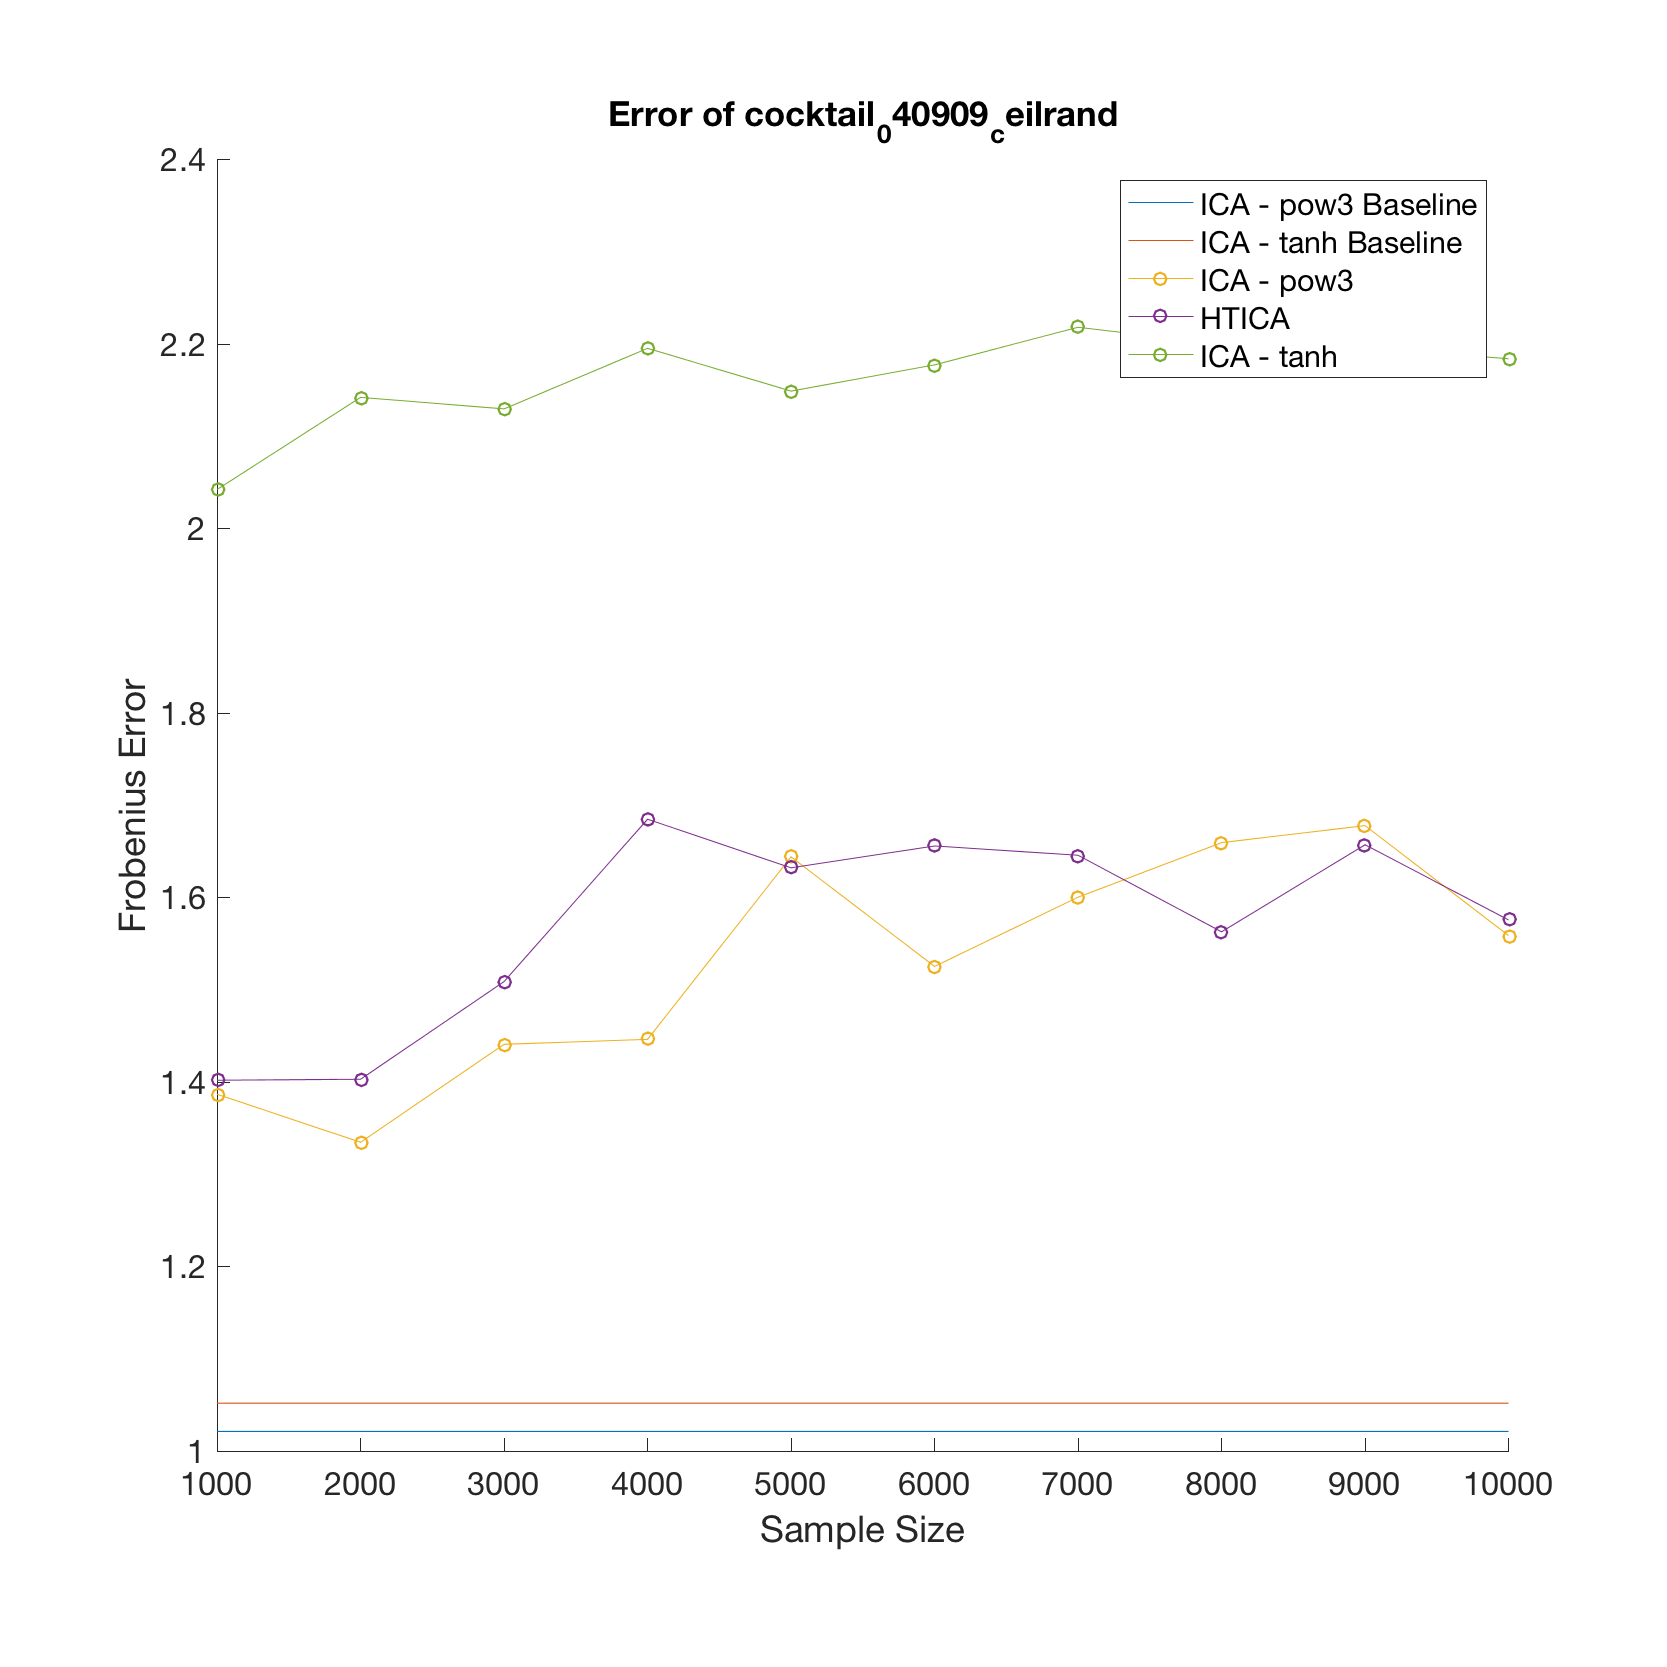 Error of cocktail_040909_ceilrand
2.4
2.2
2
1.8
1.6
1.4
1.2
1
Frobenius Error
ICA - pow3 Baseline
ICA - tanh Baseline
ICA - pow3
HTICA
ICA - tanh
1000 2000 3000 4000 5000 6000 7000 8000 9000 10000
Sample Size